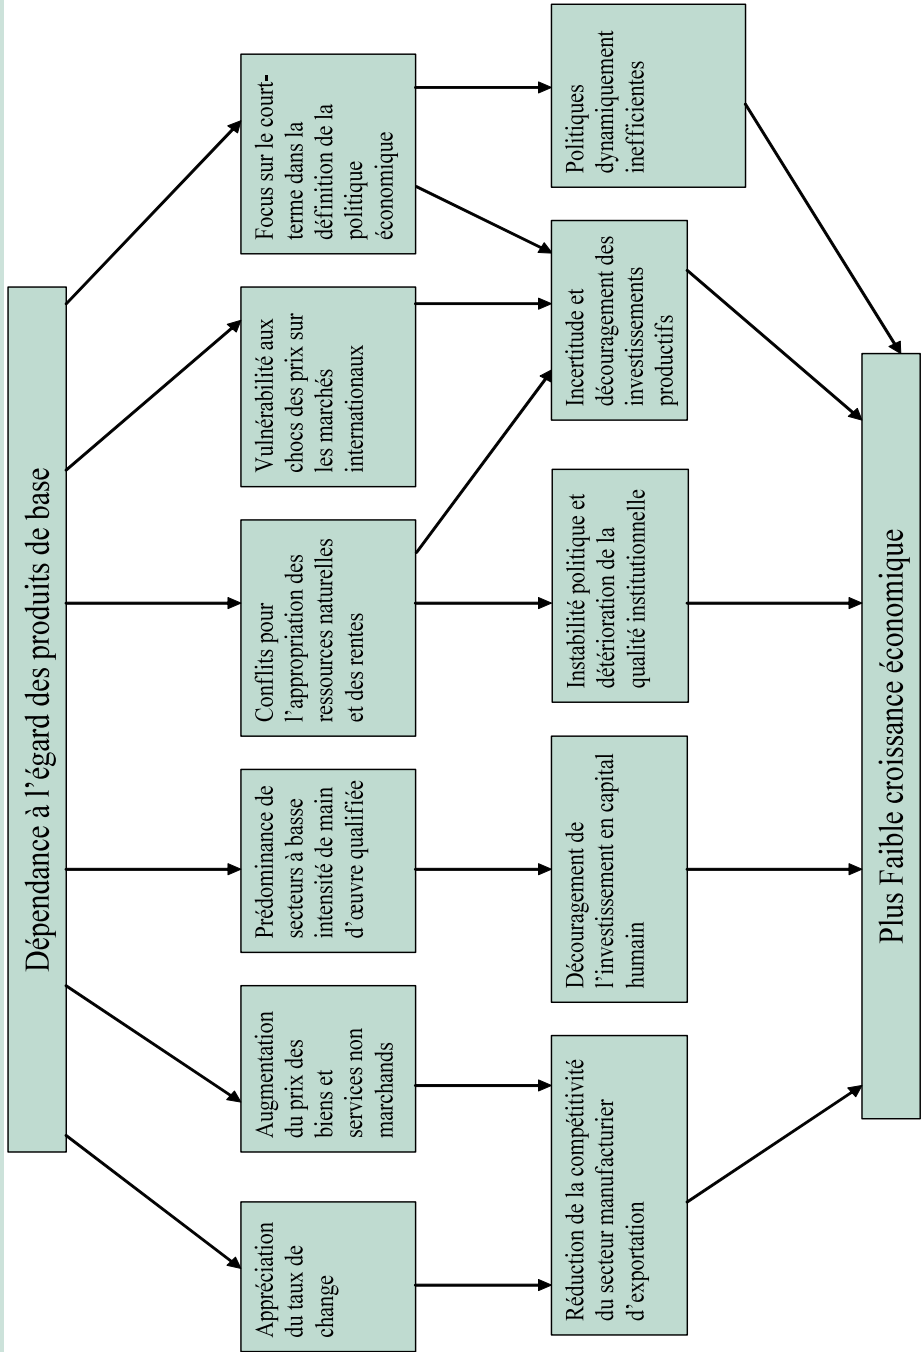 Dépendance à l’égard des produits de base
Appréciation
du taux de
change
Augmentation
du prix des
biens et
services non
marchands
Prédominance de
secteurs à basse
intensité de main
d’œuvre qualifiée
Conflits pour
l’appropriation des
ressources naturelles
et des rentes
Vulnérabilité aux
chocs des prix sur
les marchés
internationaux
Focus sur le court-
terme dans la
définition de la
politique
économique
Réduction de la compétitivité
du secteur manufacturier
d’exportation
Découragement de
l’investissement en capital
humain
Instabilité politique et
détérioration de la
qualité institutionnelle
Incertitude et
découragement des
investissements
productifs
Politiques
dynamiquement
inefficientes
Plus Faible croissance économique